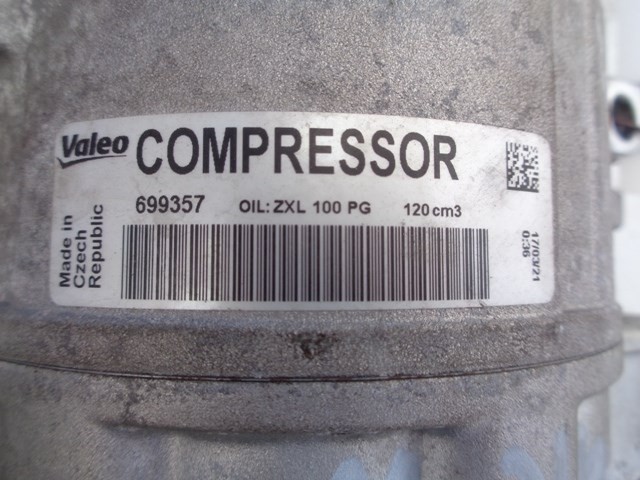 Valeo COMPRESSOR
699357 OIL: ZXL 100 PG 120 cm3
Made in
Czech
Republic
17/03/21
0:36